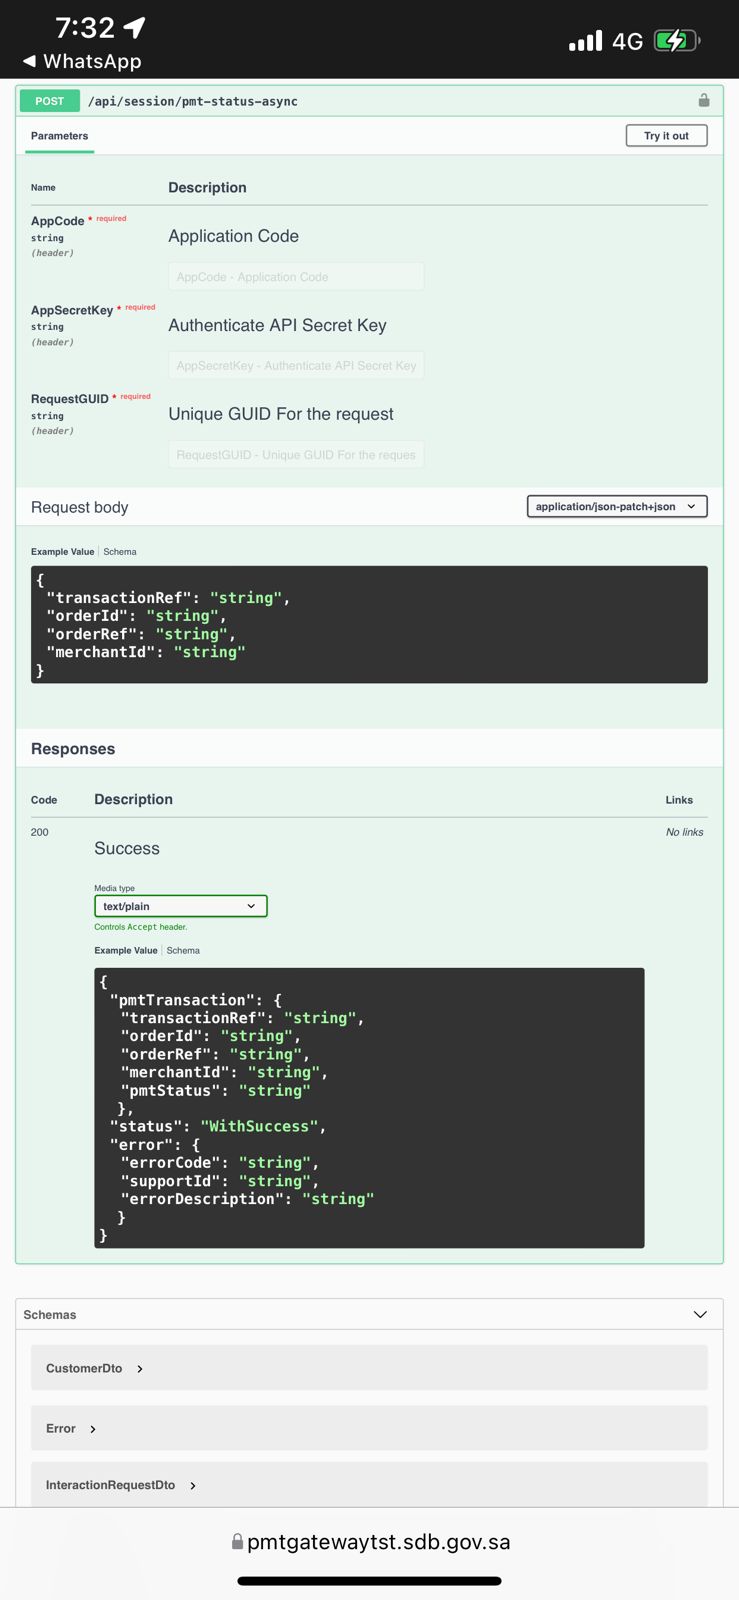 7:32
4G
◀ WhatsApp
POST /api/session/pmt-status-async
Parameters
Try it out
Name Description
AppCode * required
string
(header)
Application Code
AppCode - Application Code
AppSecretKey * required
string
(header)
Authenticate API Secret Key
AppSecretKey - Authenticate API Secret Key
RequestGUID * required
string
(header)
Unique GUID For the request
RequestGUID - Unique GUID For the reques
Request body
application/json-patch+json
Example Value | Schema
{
"transactionRef": "string",
"orderId": "string",
"orderRef": "string",
"merchantId": "string"
}
Responses
Code Description Links
200
Success
No links
Media type
text/plain
Controls Accept header.
Example Value | Schema
{
"pmtTransaction": {
"transactionRef": "string",
"orderId": "string",
"orderRef": "string",
"merchantId": "string",
"pmtStatus": "string"
},
"status": "WithSuccess",
"error": {
"errorCode": "string",
"supportId": "string",
"errorDescription": "string"
}
}
Schemas
CustomerDto
Error
InteractionRequestDto
pmtgatewaytst.sdb.gov.sa